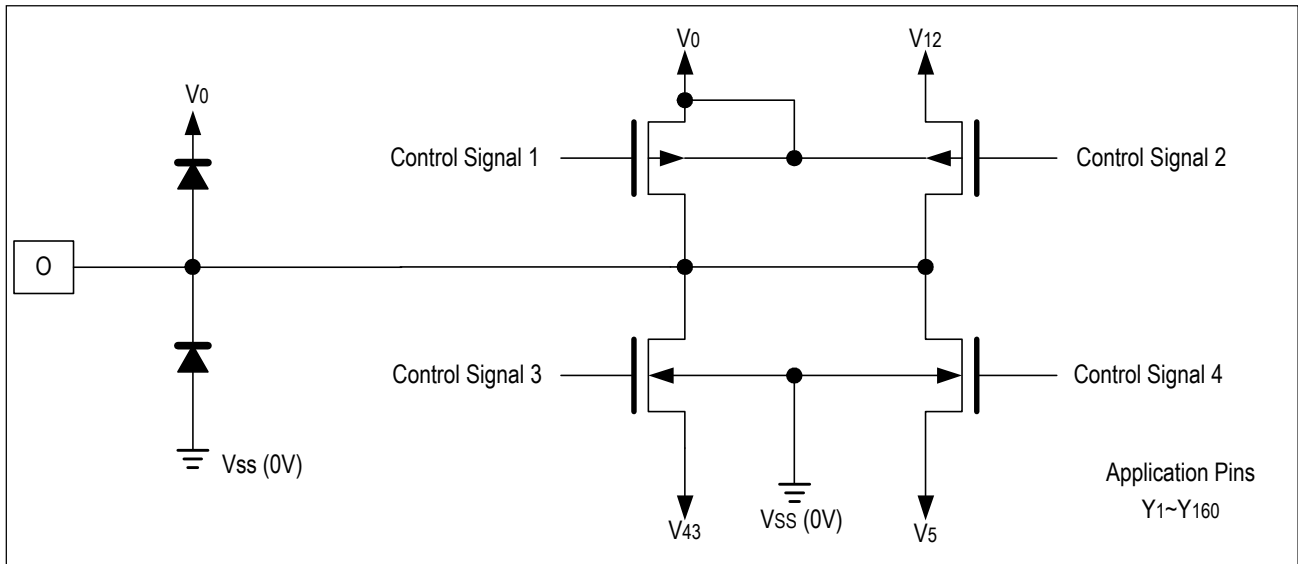 V0
V12
V0
Control Signal 1
Control Signal 2
O
Control Signal 3
Control Signal 4
Vss (0V)
Application Pins
Y1~Y160
V43
VSS (0V)
V5